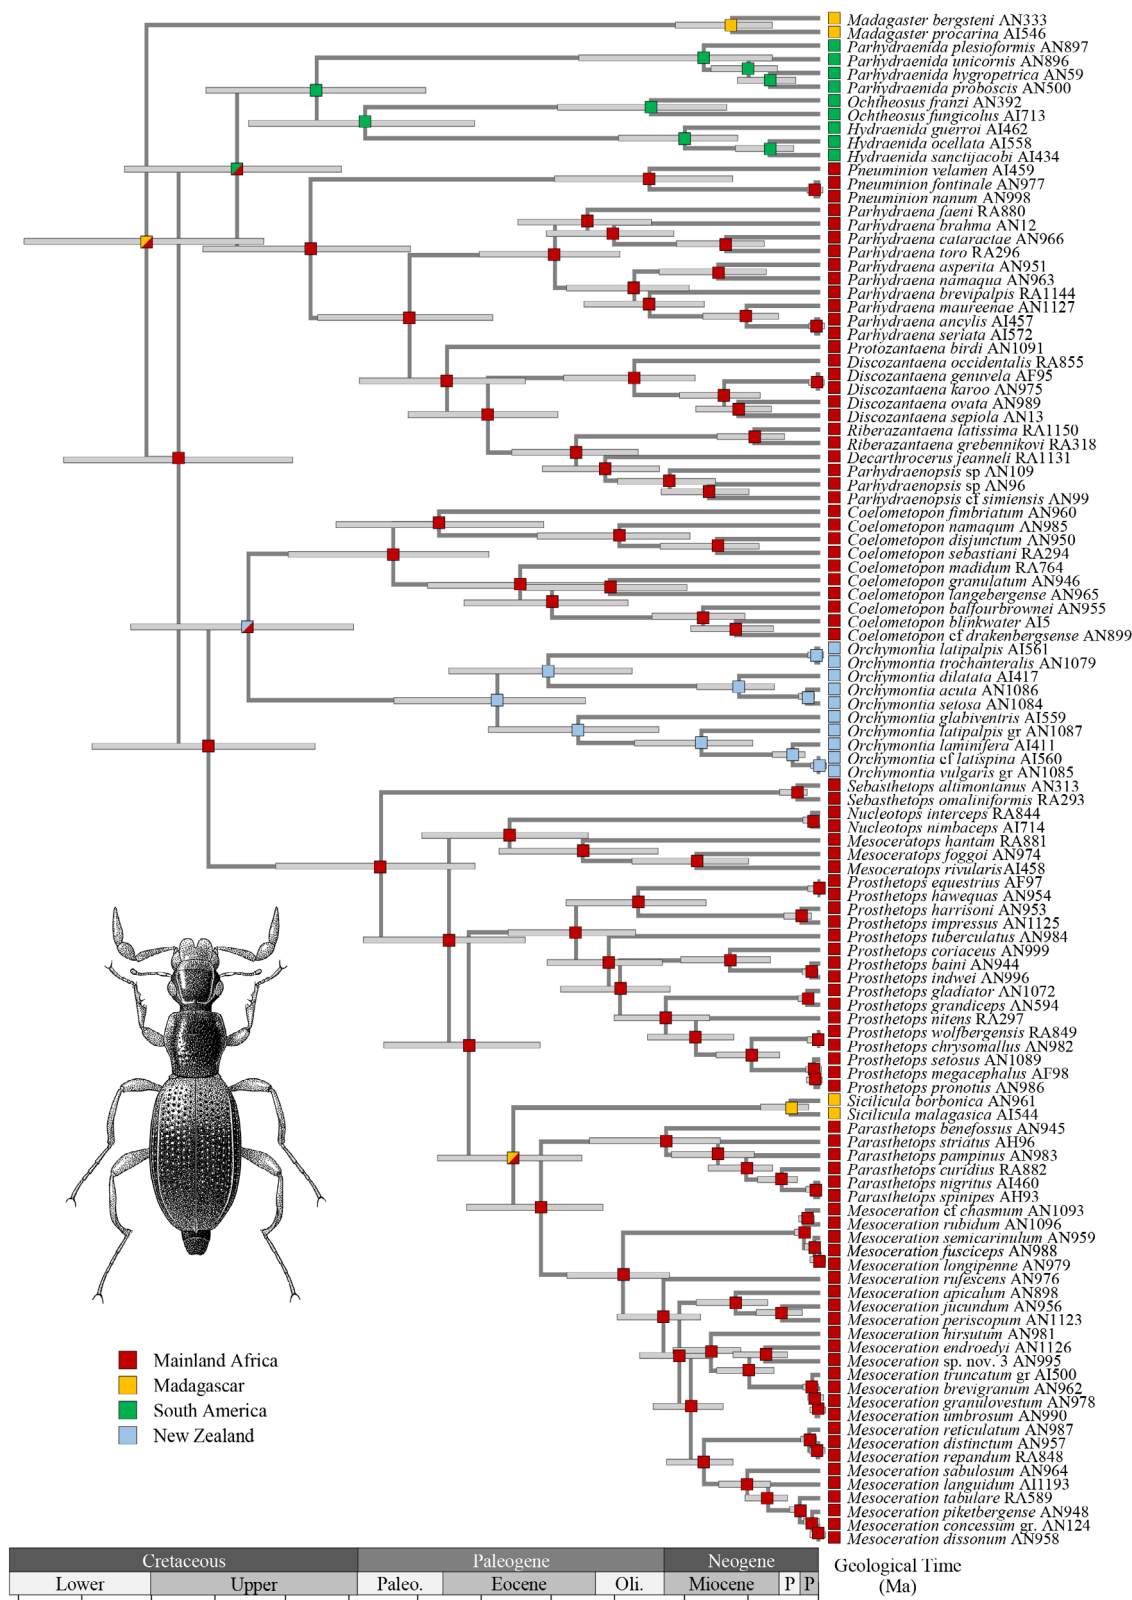 Madagaster bergsteni AN333
Madagaster procarina AI546
Parhydraenida plesioformis AN897
Parhydraenida unicornis AN896
Parhydraenida hygropetrica AN59
Parhydraenida proboscis AN500
Ochtheosus franzi AN392
Ochtheosus fungicolus AI713
Hydraenida guerroi AI462
Hydraenida ocellata AI558
Hydraenida sanctijacobi AI434
Pneuminion velamen AI459
Pneuminion fontinale AN977
Pneuminion nanum AN998
Parhydraena faeni RA880
Parhydraena brahma AN12
Parhydraena cataractae AN966
Parhydraena toro RA296
Parhydraena asperita AN951
Parhydraena namaqua AN963
Parhydraena brevipalpis RA1144
Parhydraena maureenae AN1127
Parhydraena ancylis AI457
Parhydraena seriata AI572
Protozantaena birdi AN1091
Discozantaena occidentalis RA855
Discozantaena genuvela AF95
Discozantaena karoo AN975
Discozantaena ovata AN989
Discozantaena sepiola AN13
Riberazantaena latissima RA1150
Riberazantaena grebennikovi RA318
Decarthrocerus jeanneli RA1131
Parhydraenopsis sp AN109
Parhydraenopsis sp AN96
Parhydraenopsis cf simiensis AN99
Coelometopon fimbriatum AN960
Coelometopon namaqum AN985
Coelometopon disjunctum AN950
Coelometopon sebastiani RA294
Coelometopon madidum RA764
Coelometopon granulatum AN946
Coelometopon langebergense AN965
Coelometopon balfourbrownei AN955
Coelometopon blinkwater AI5
Coelometopon cf drakenbergsense AN899
Orchymontia latipalpis AI561
Orchymontia trochanteralis AN1079
Orchymontia dilatata AI417
Orchymontia acuta AN1086
Orchymontia setosa AN1084
Orchymontia glabiventris AI559
Orchymontia latipalpis gr AN1087
Orchymontia laminifera AI411
Orchymontia cf latispina AI560
Orchymontia vulgaris gr AN1085
Sebasthetops altimontanus AN313
Sebasthetops omaliniformis RA293
Nucleotops interceps RA844
Nucleotops nimbaceps AI714
Mesoceratops hantam RA881
Mesoceratops foggoi AN974
Mesoceratops rivularis AI458
Prosthetops equestrius AF97
Prosthetops hawequas AN954
Prosthetops harrisoni AN953
Prosthetops impressus AN1125
Prosthetops tuberculatus AN984
Prosthetops coriaceus AN999
Prosthetops baini AN944
Prosthetops indwei AN996
Prosthetops gladiator AN1072
Prosthetops grandiceps AN594
Prosthetops nitens RA297
Prosthetops wolfbergensis RA849
Prosthetops chrysomallus AN982
Prosthetops setosus AN1089
Prosthetops megacephalus AF98
Prosthetops pronotus AN986
Sicilicula borbonica AN961
Sicilicula malagasica AI544
Parasthetops benefossus AN945
Parasthetops striatus AH96
Parasthetops pampinus AN983
Parasthetops curidius RA882
Parasthetops nigritus AI460
Parasthetops spinipes AH93
Mesoceration cf chasmum AN1093
Mesoceration rubidum AN1096
Mesoceration semicarinulum AN959
Mesoceration fusciceps AN988
Mesoceration longipenne AN979
Mesoceration rufescens AN976
Mesoceration apicalum AN898
Mesoceration jucundum AN956
Mesoceration periscopum AN1123
Mesoceration hirsutum AN981
Mesoceration endroedyi AN1126
Mesoceration sp. nov. 3 AN995
Mesoceration truncatum gr AI500
Mesoceration brevigranum AN962
Mesoceration granulovestum AN978
Mesoceration umbrosum AN990
Mesoceration reticulatum AN987
Mesoceration distinctum AN957
Mesoceration repandum RA848
Mesoceration sabulosum AN964
Mesoceration languidum AI1193
Mesoceration tabulare RA589
Mesoceration piketbergense AN948
Mesoceration concessum gr. AN124
Mesoceration dissonum AN958
Mainland Africa
Madagascar
South America
New Zealand
Cretaceous Paleogene Neogene
Lower Upper Paleo. Eocene Oli. Miocene P P
Geological Time
(Ma)